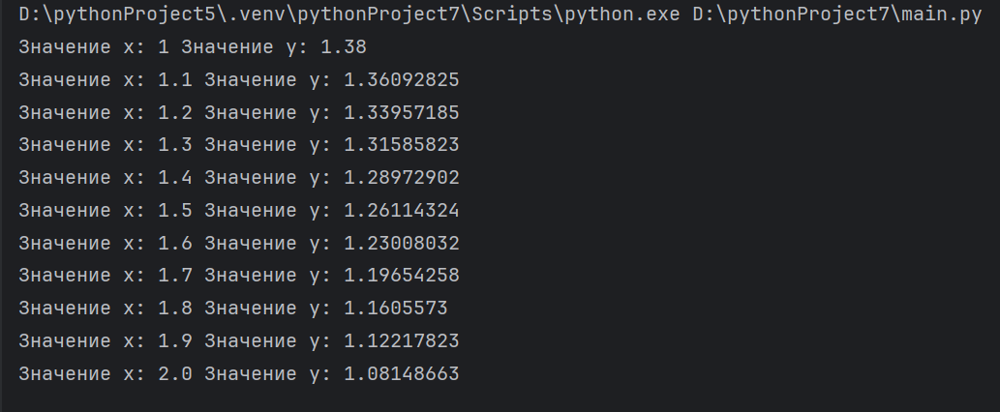 D:\pythonProject5\.venv\pythonProject7\Scripts\python.exe D:\pythonProject7\main.py
Значение x: 1 Значение y: 1.38
Значение x: 1.1 Значение y: 1.36092825
Значение x: 1.2 Значение y: 1.33957185
Значение x: 1.3 Значение y: 1.31585823
Значение x: 1.4 Значение y: 1.28972902
Значение x: 1.5 Значение y: 1.26114324
Значение x: 1.6 Значение y: 1.23008032
Значение x: 1.7 Значение y: 1.19654258
Значение x: 1.8 Значение y: 1.1605573
Значение x: 1.9 Значение y: 1.12217823
Значение x: 2.0 Значение y: 1.08148663